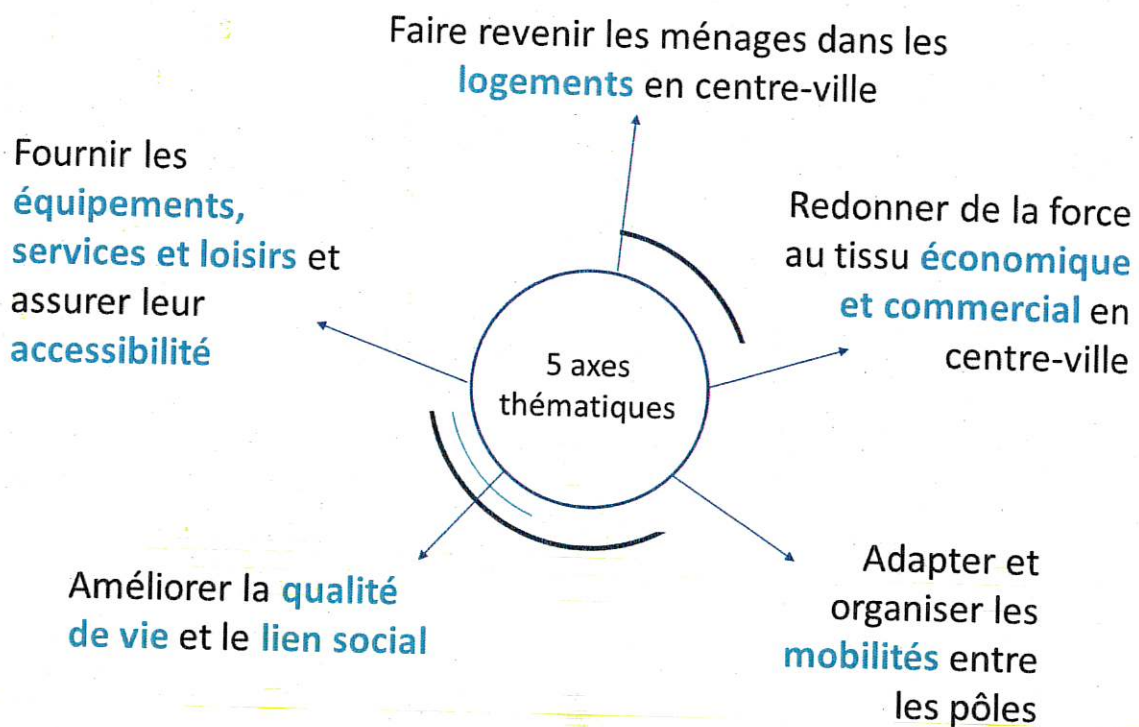 Faire revenir les ménages dans les
logements en centre-ville
Fournir les
équipements,
services et loisirs et
assurer leur
accessibilité
Redonner de la force
au tissu économique
et commercial en
centre-ville
5 axes
thématiques
Améliorer la qualité
de vie et le lien social
Adapter et
organiser les
mobilités entre
les pôles